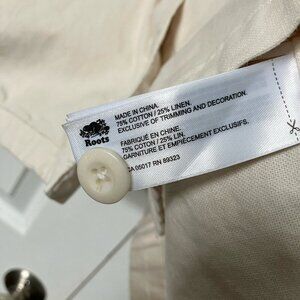 Roots
MADE IN CHINA.
75% COTTON / 25% LINEN.
EXCLUSIVE OF TRIMMING AND DECORATION.
FABRIQUÉ EN CHINE.
75% COTON / 25% LIN.
GARNITURE ET EMPIÈCEMENT EXCLUSIFS.
CA 05017 RN 89323